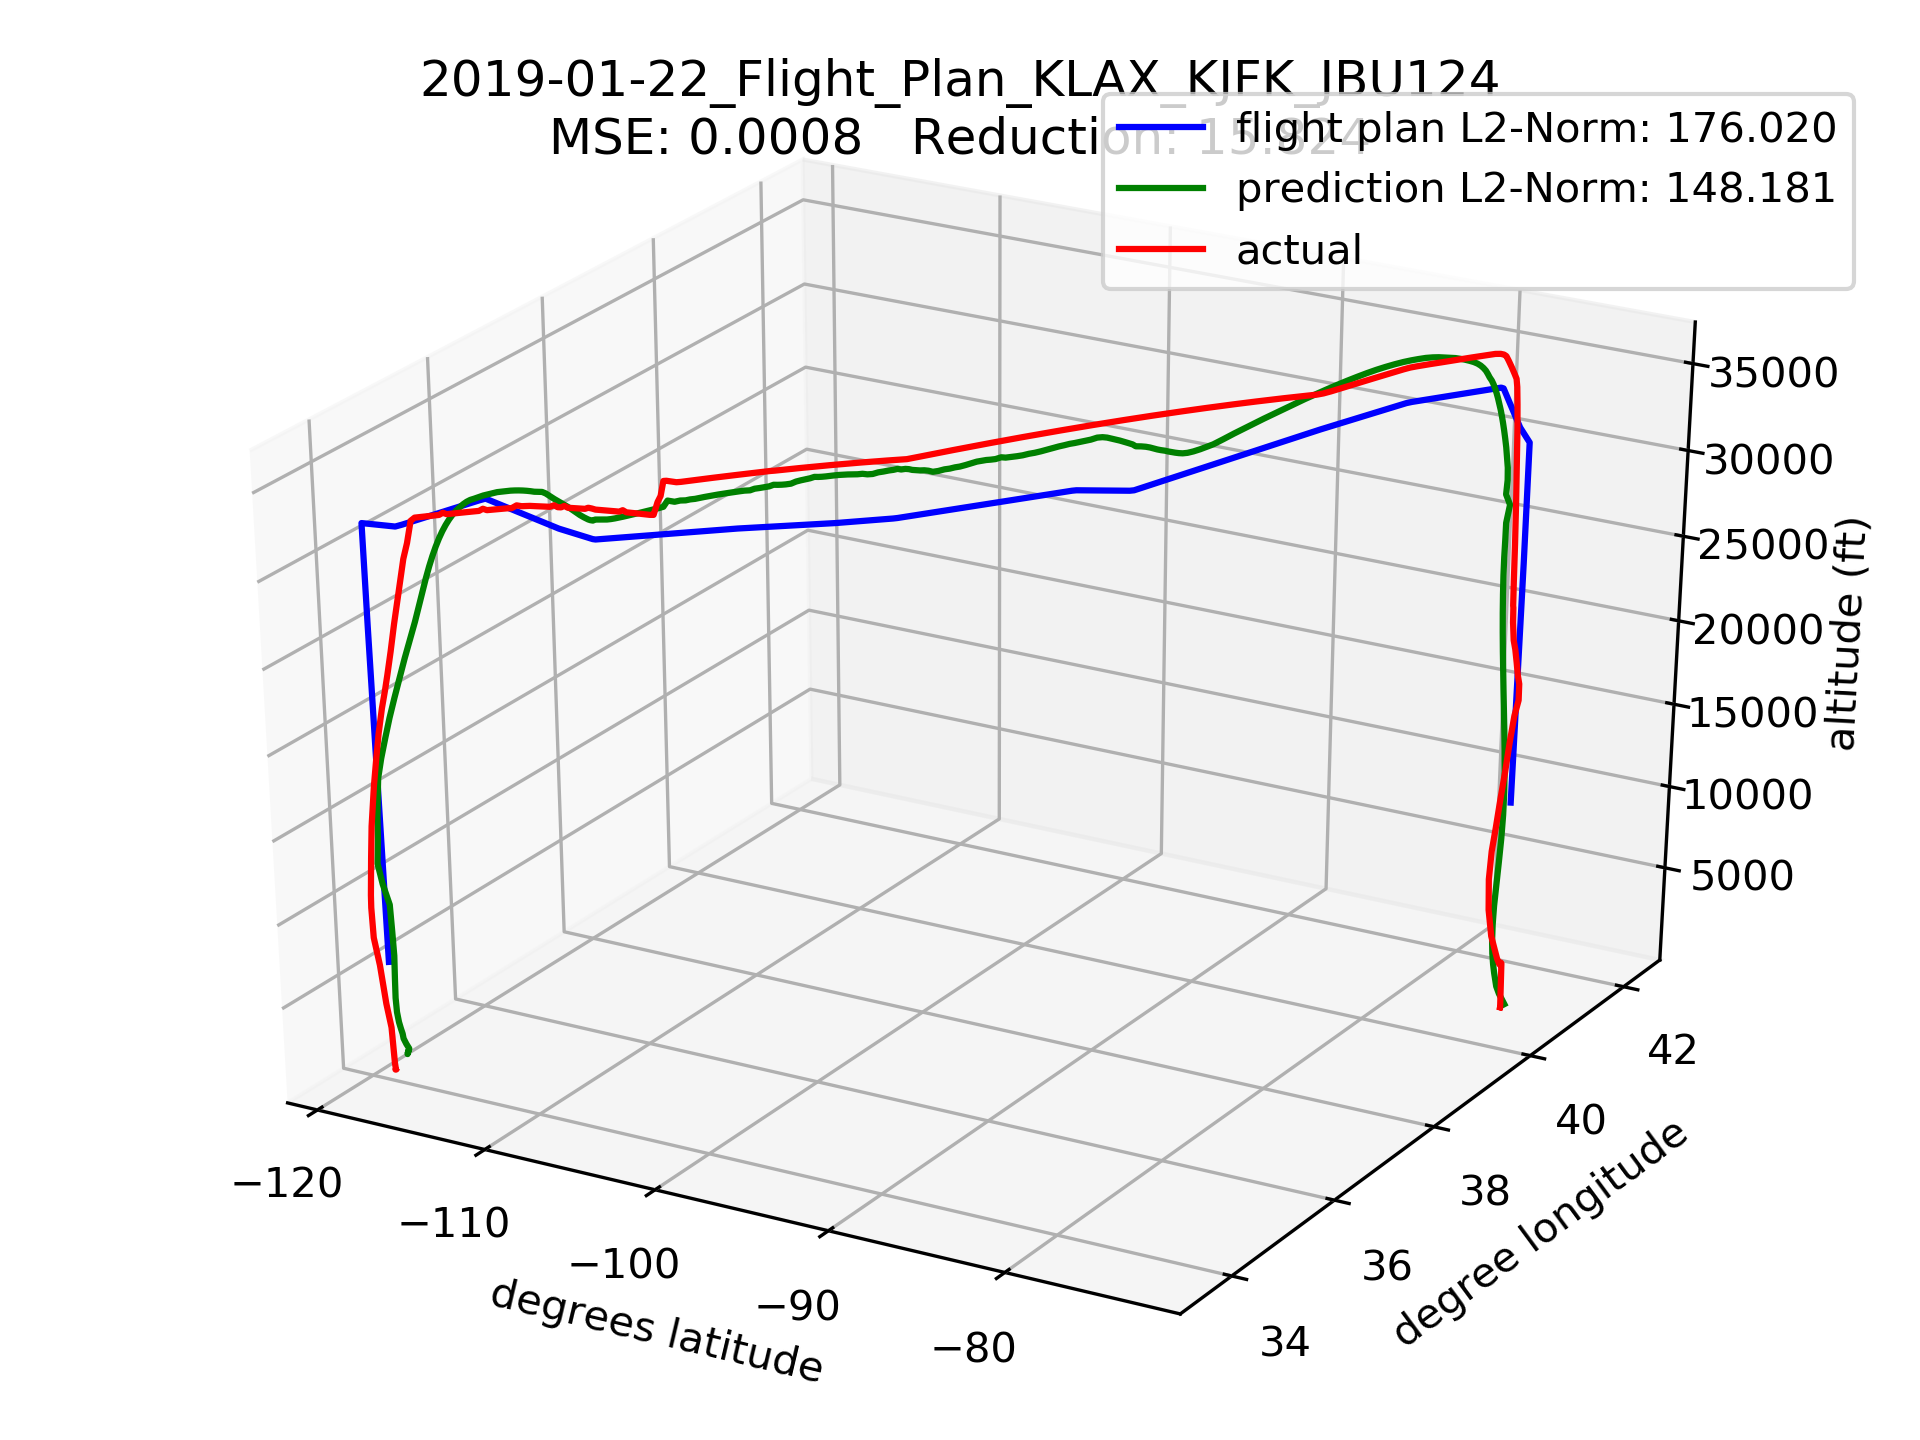 2019-01-22_Flight_Plan_KLAX_KJFK_JBU124
MSE: 0.0008   Reduction: 15.824
flight plan L2-Norm: 176.020
prediction L2-Norm: 148.181
actual
35000
30000
25000
20000
15000
10000
5000
altitude (ft)
42
40
38
36
34
degree longitude
−120
−110
−100
−90
−80
degrees latitude